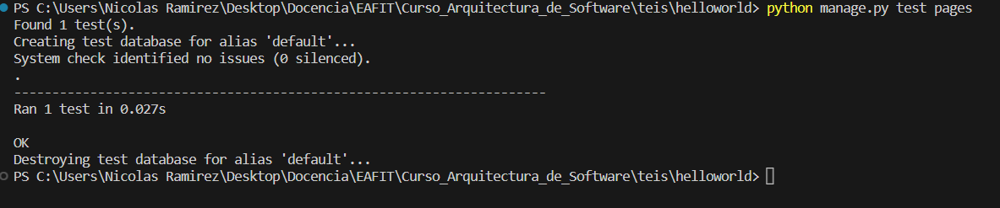 PS C:\Users\Nicolas Ramirez\Desktop\Docencia\EAFIT\Curso_Arquitectura_de_Software\teis\helloworld> python manage.py test pages
Found 1 test(s).
Creating test database for alias 'default'...
System check identified no issues (0 silenced).
.
----------------------------------------------------------------------
Ran 1 test in 0.027s

OK
Destroying test database for alias 'default'...
PS C:\Users\Nicolas Ramirez\Desktop\Docencia\EAFIT\Curso_Arquitectura_de_Software\teis\helloworld>